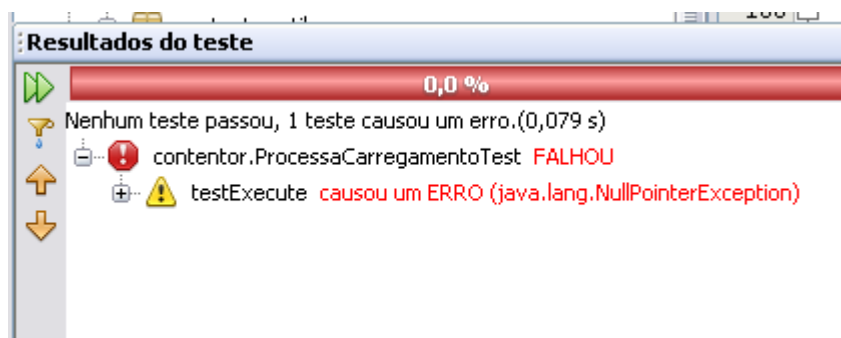 Resultados do teste
0,0 %
Nenhum teste passou, 1 teste causou um erro.(0,079 s)
contentor.ProcessaCarregamentoTest FALHOU
testExecute causou um ERRO (java.lang.NullPointerException)